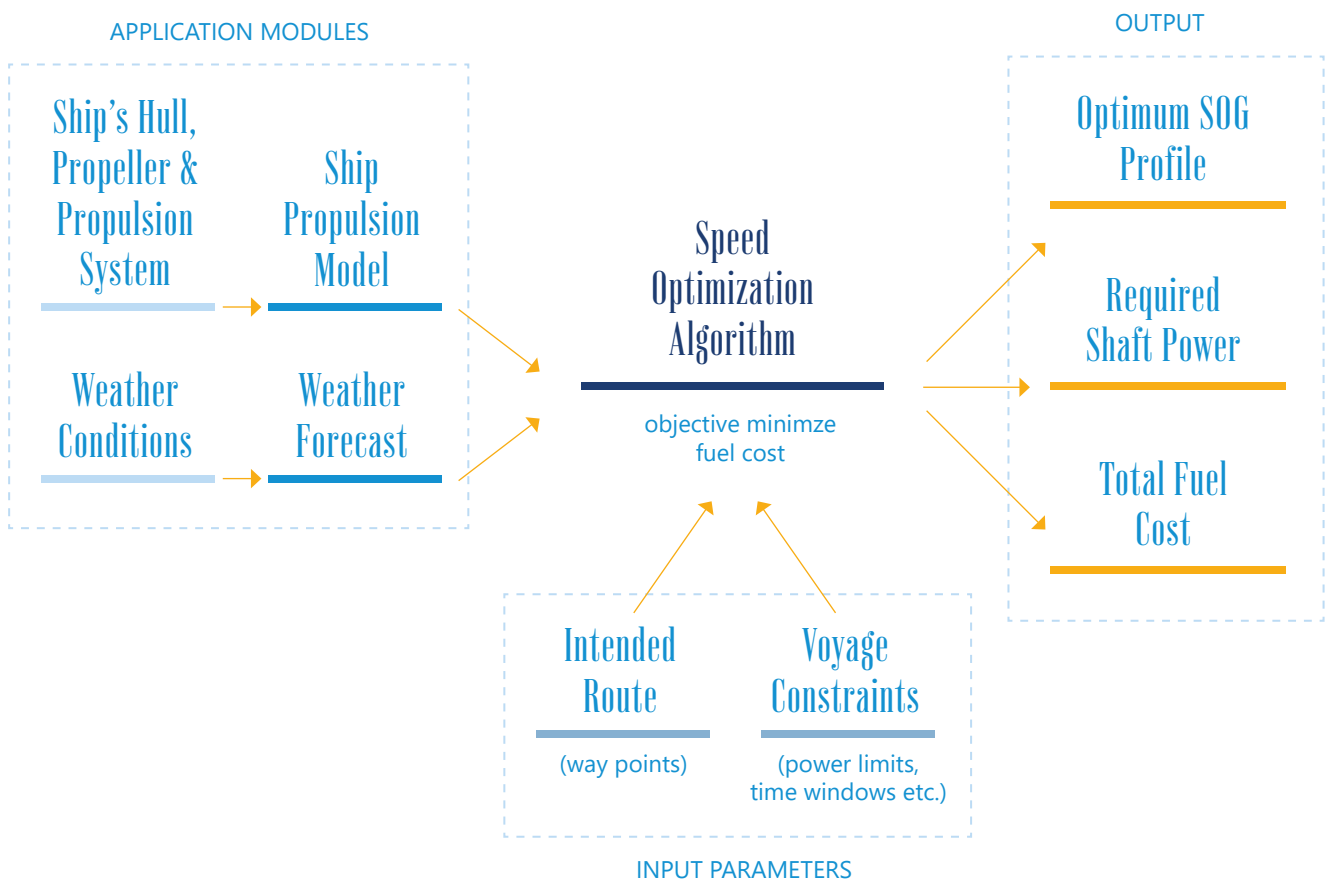 APPLICATION MODULES
Ship's Hull,
Propeller &
Propulsion
System
Ship
Propulsion
Model
Weather
Conditions
Weather
Forecast
Speed
Optimization
Algorithm
objective minimze
fuel cost
Intended
Route
(way points)
Voyage
Constraints
(power limits,
time windows etc.)
INPUT PARAMETERS
OUTPUT
Optimum SOG
Profile
Required
Shaft Power
Total Fuel
Cost